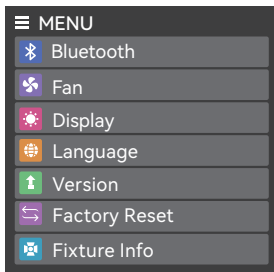 MENU
Bluetooth
Fan
Display
Language
Version
Factory Reset
Fixture Info